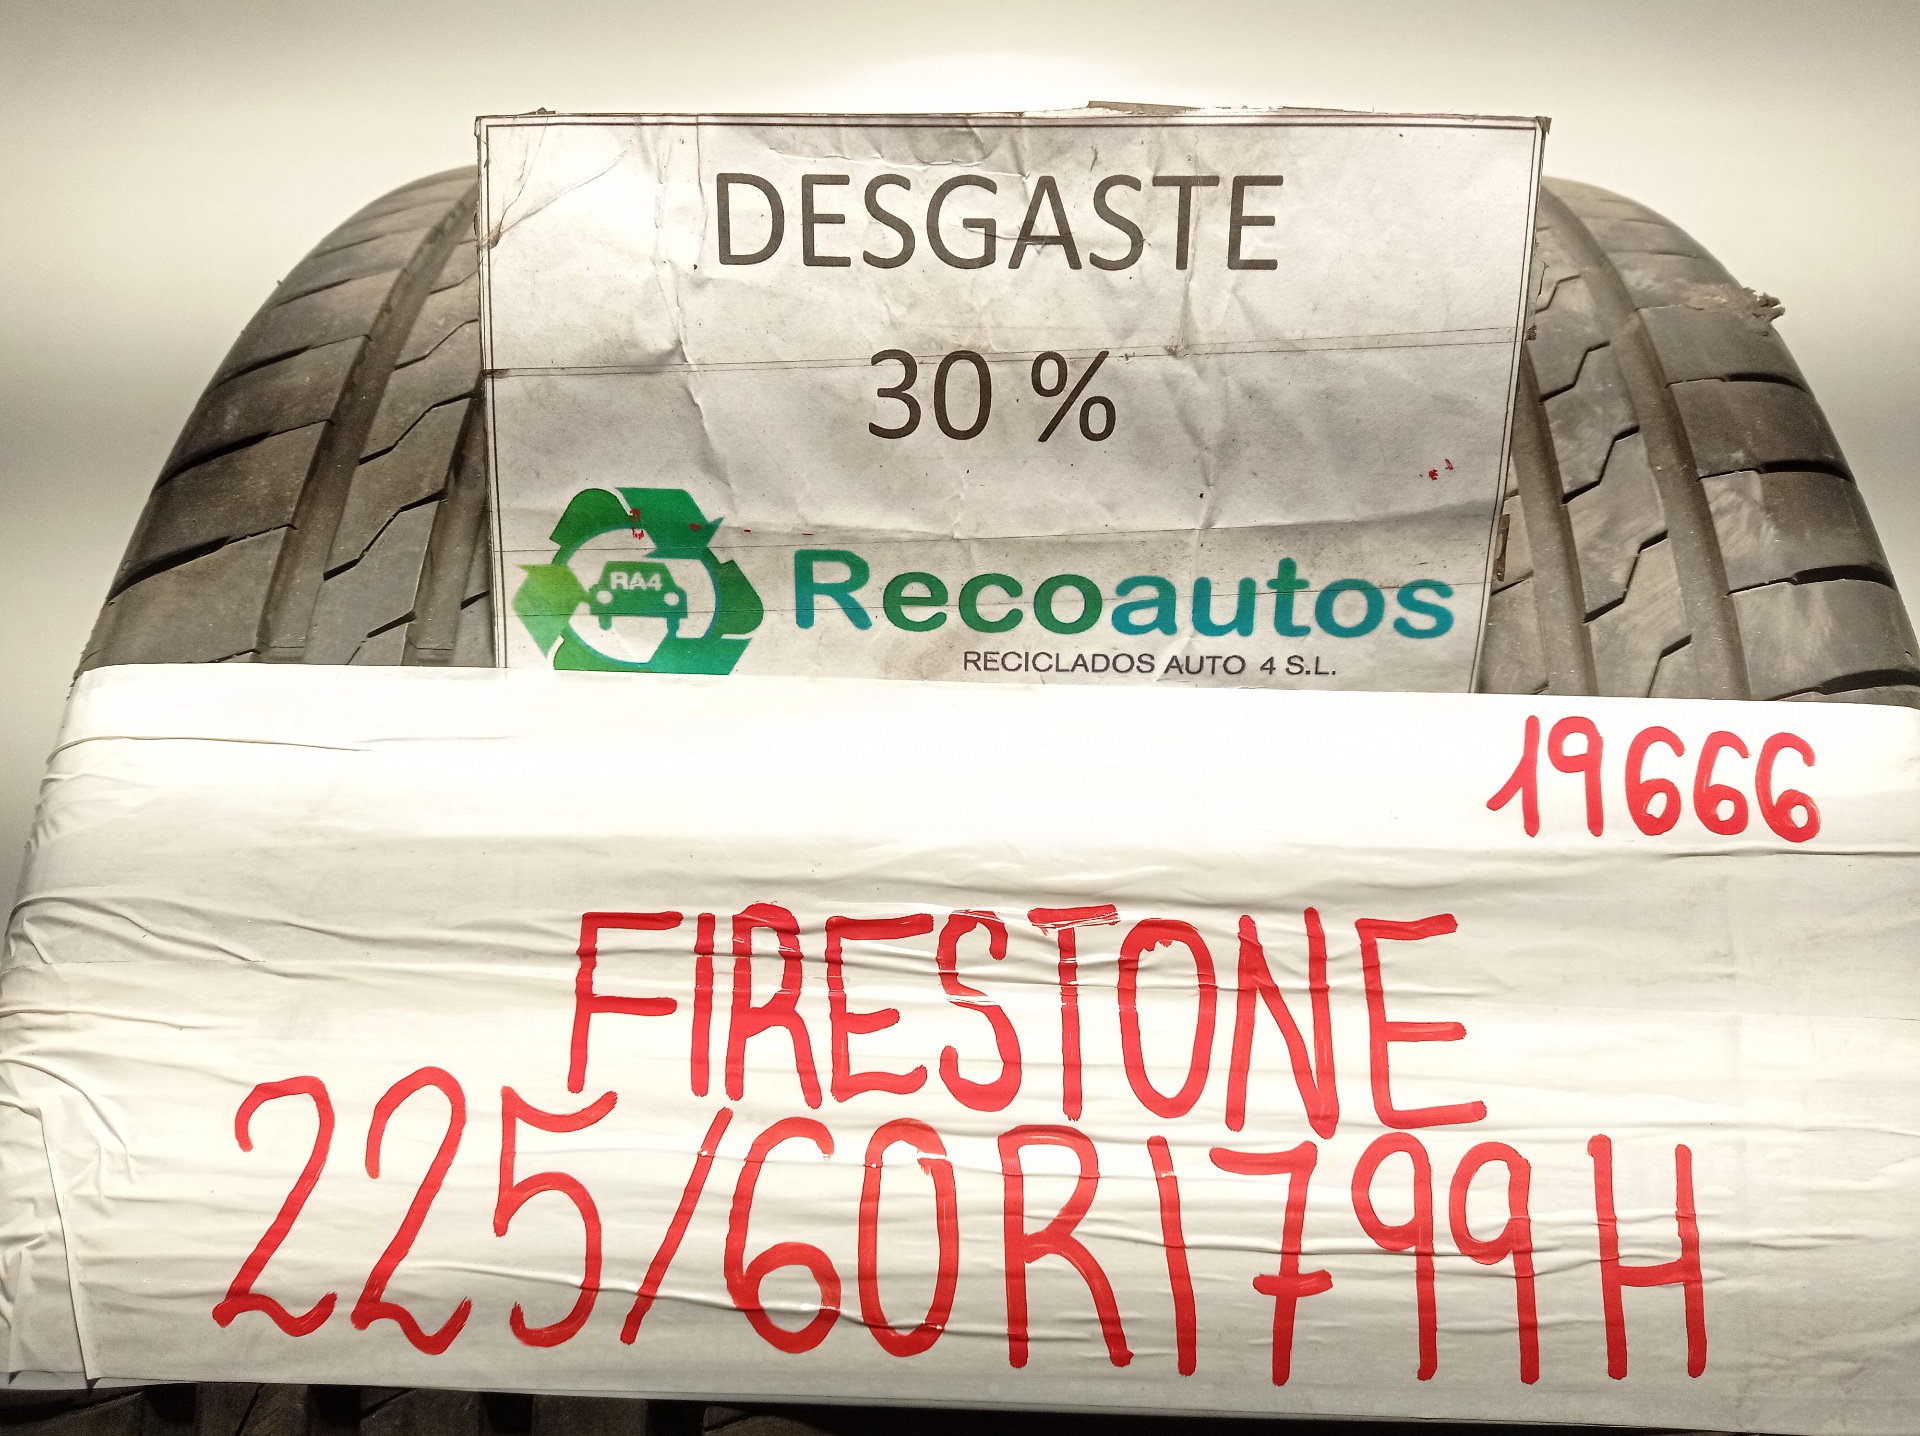 DESGASTE
30 %
RA4
Recoautos
RECICLADOS AUTO 4 S.L.
19666
FIRESTONE
225/60R1799H